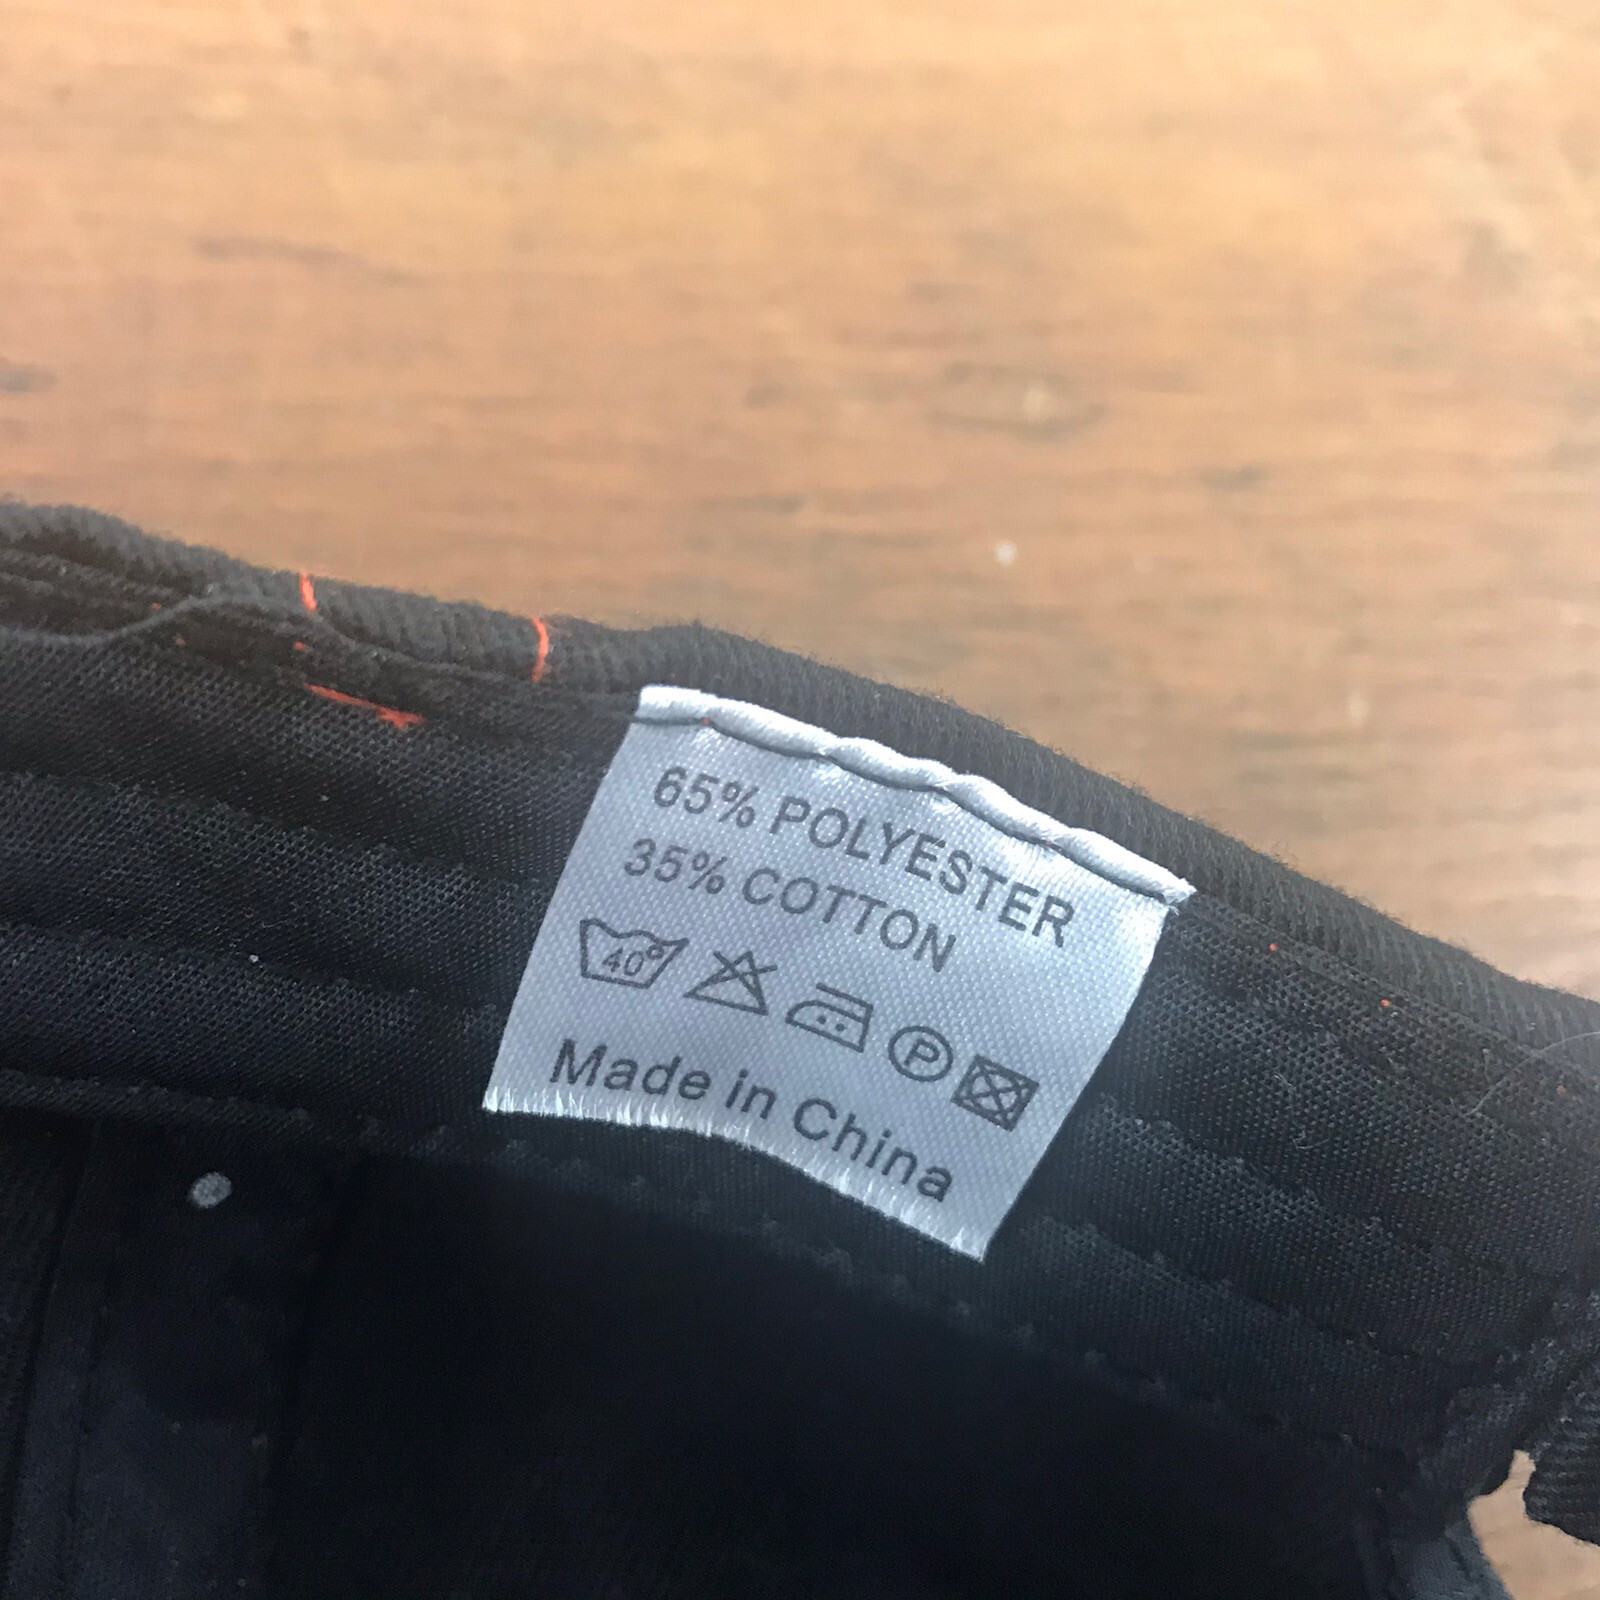 65% POLYESTER
35% COTTON
40°
P
Made in China